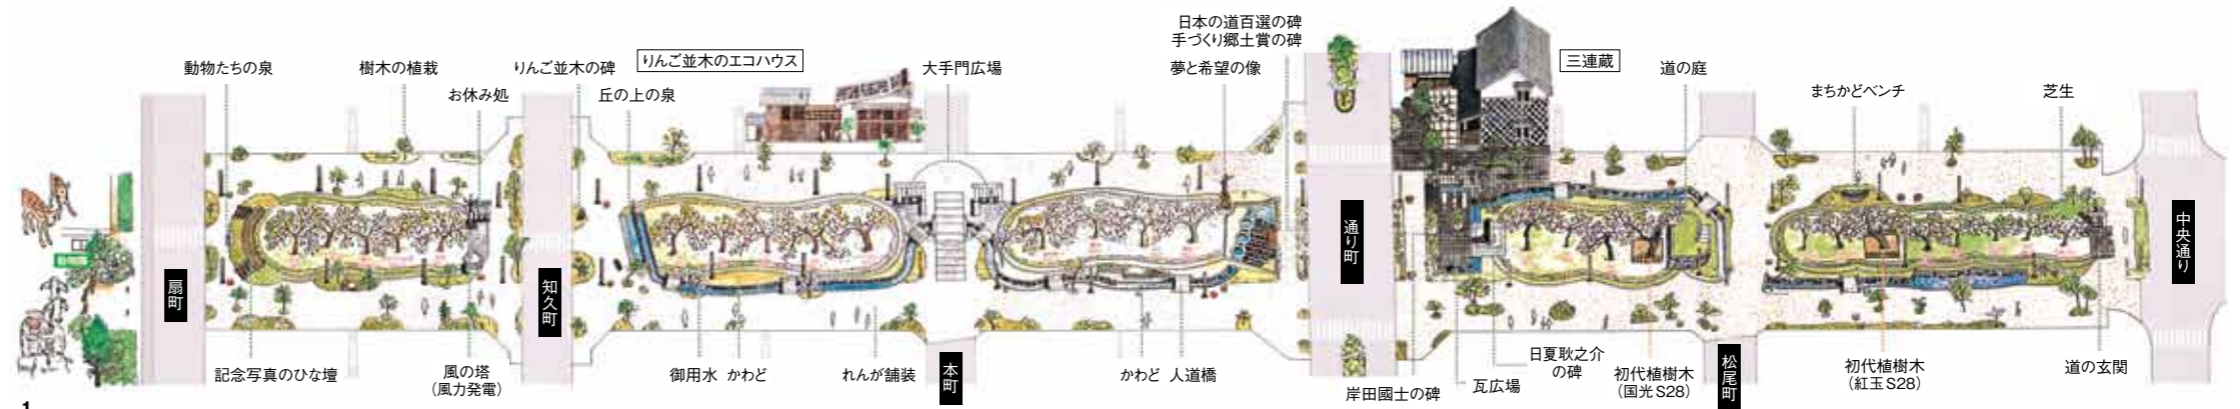 日本の道百選の碑
手づくり郷土賞の碑
動物たちの泉
樹木の植栽
りんご並木の碑
りんご並木のエコハウス
大手門広場
夢と希望の像
三連蔵
道の庭
お休み処
丘の上の泉
まちかどベンチ
芝生
扇町
知久町
本町
通り町
松尾町
中央通り
記念写真のひな壇
風の塔
(風力発電)
御用水
かわど
れんが舗装
かわど
人道橋
岸田國士の碑
瓦広場
日夏耿之介
の碑
初代植樹木
(国光S28)
初代植樹木
(紅玉S28)
道の玄関
1